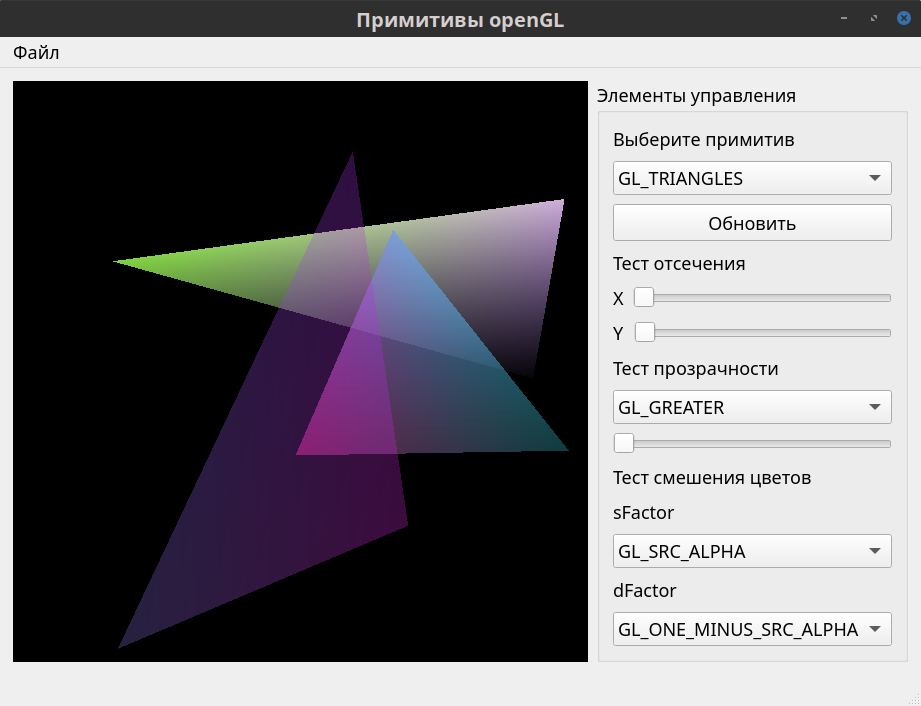 Примитивы openGL
Файл
Элементы управления
Выберите примитив
GL_TRIANGLES
Обновить
Тест отсечения
X
Y
Тест прозрачности
GL_GREATER
Тест смешения цветов
sFactor
GL_SRC_ALPHA
dFactor
GL_ONE_MINUS_SRC_ALPHA